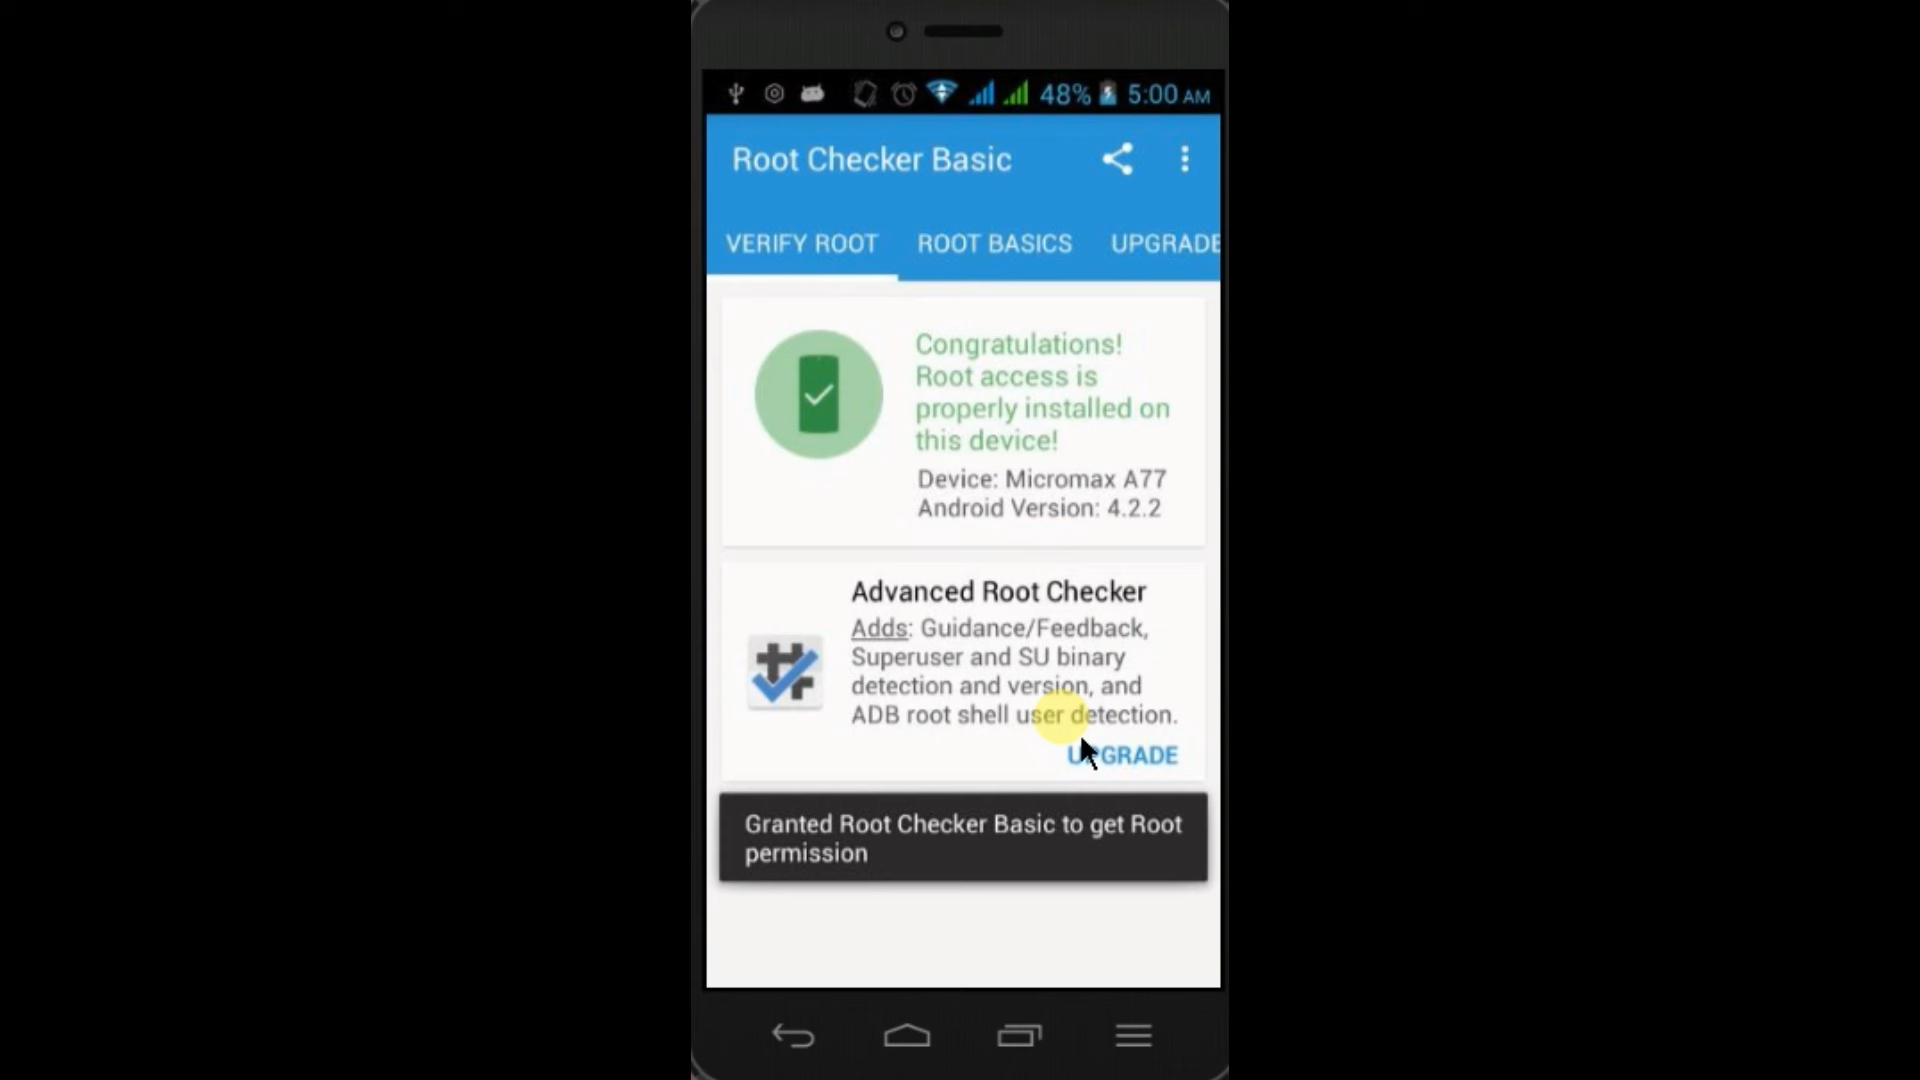 48% 5:00 AM
Root Checker Basic
VERIFY ROOT ROOT BASICS UPGRADE
Congratulations!
Root access is
properly installed on
this device!
Device: Micromax A77
Android Version: 4.2.2
Advanced Root Checker
Adds: Guidance/Feedback,
Superuser and SU binary
detection and version, and
ADB root shell user detection.
UPGRADE
Granted Root Checker Basic to get Root
permission